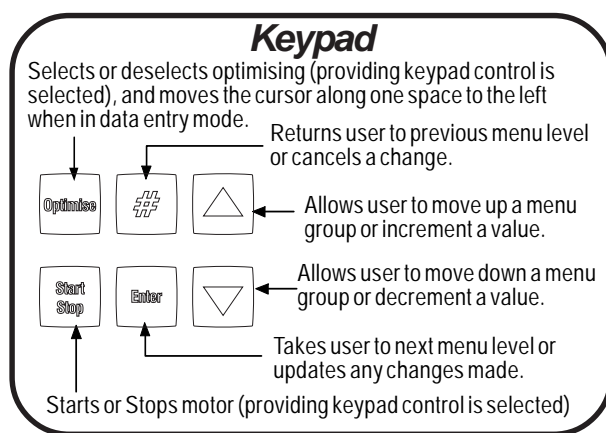 Keypad
Selects or deselects optimising (providing keypad control is
selected), and moves the cursor along one space to the left
when in data entry mode.
Returns user to previous menu level
or cancels a change.
Optimise
#
Allows user to move up a menu
group or increment a value.
Allows user to move down a menu
group or decrement a value.
Start
Stop
Enter
Takes user to next menu level or
updates any changes made.
Starts or Stops motor (providing keypad control is selected)